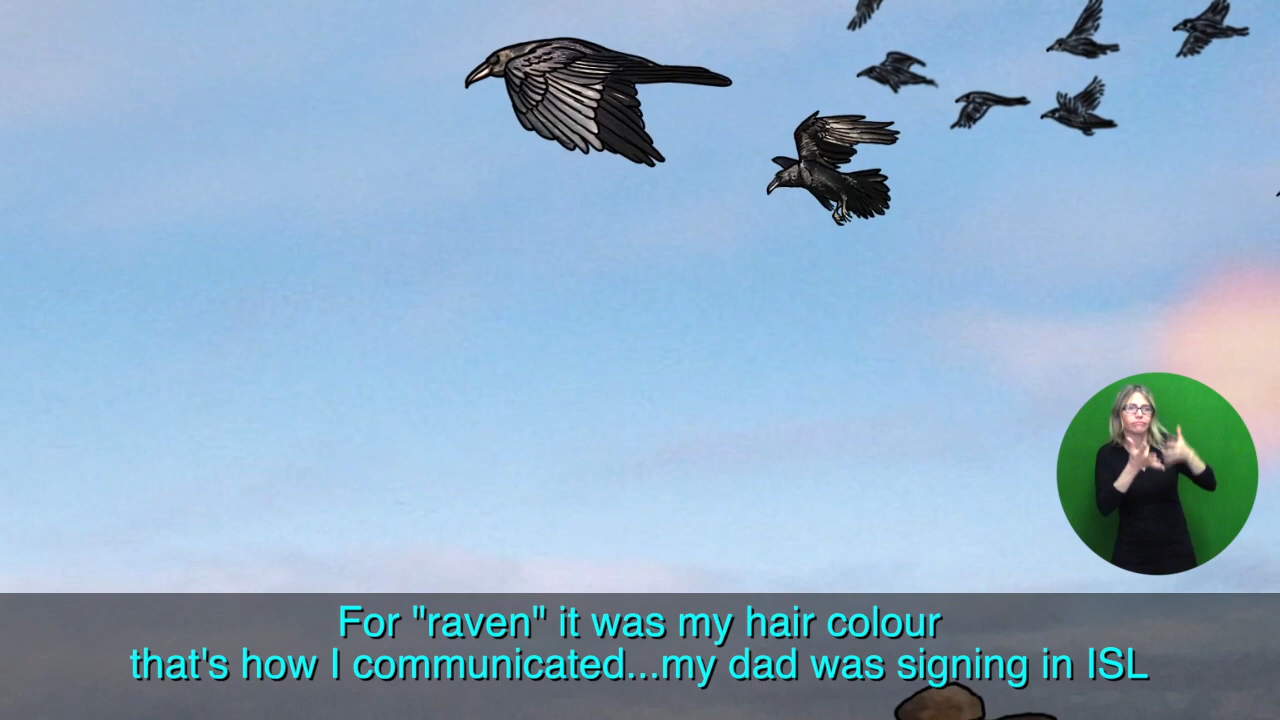 For "raven" it was my hair colour
that's how I communicated...my dad was signing in ISL